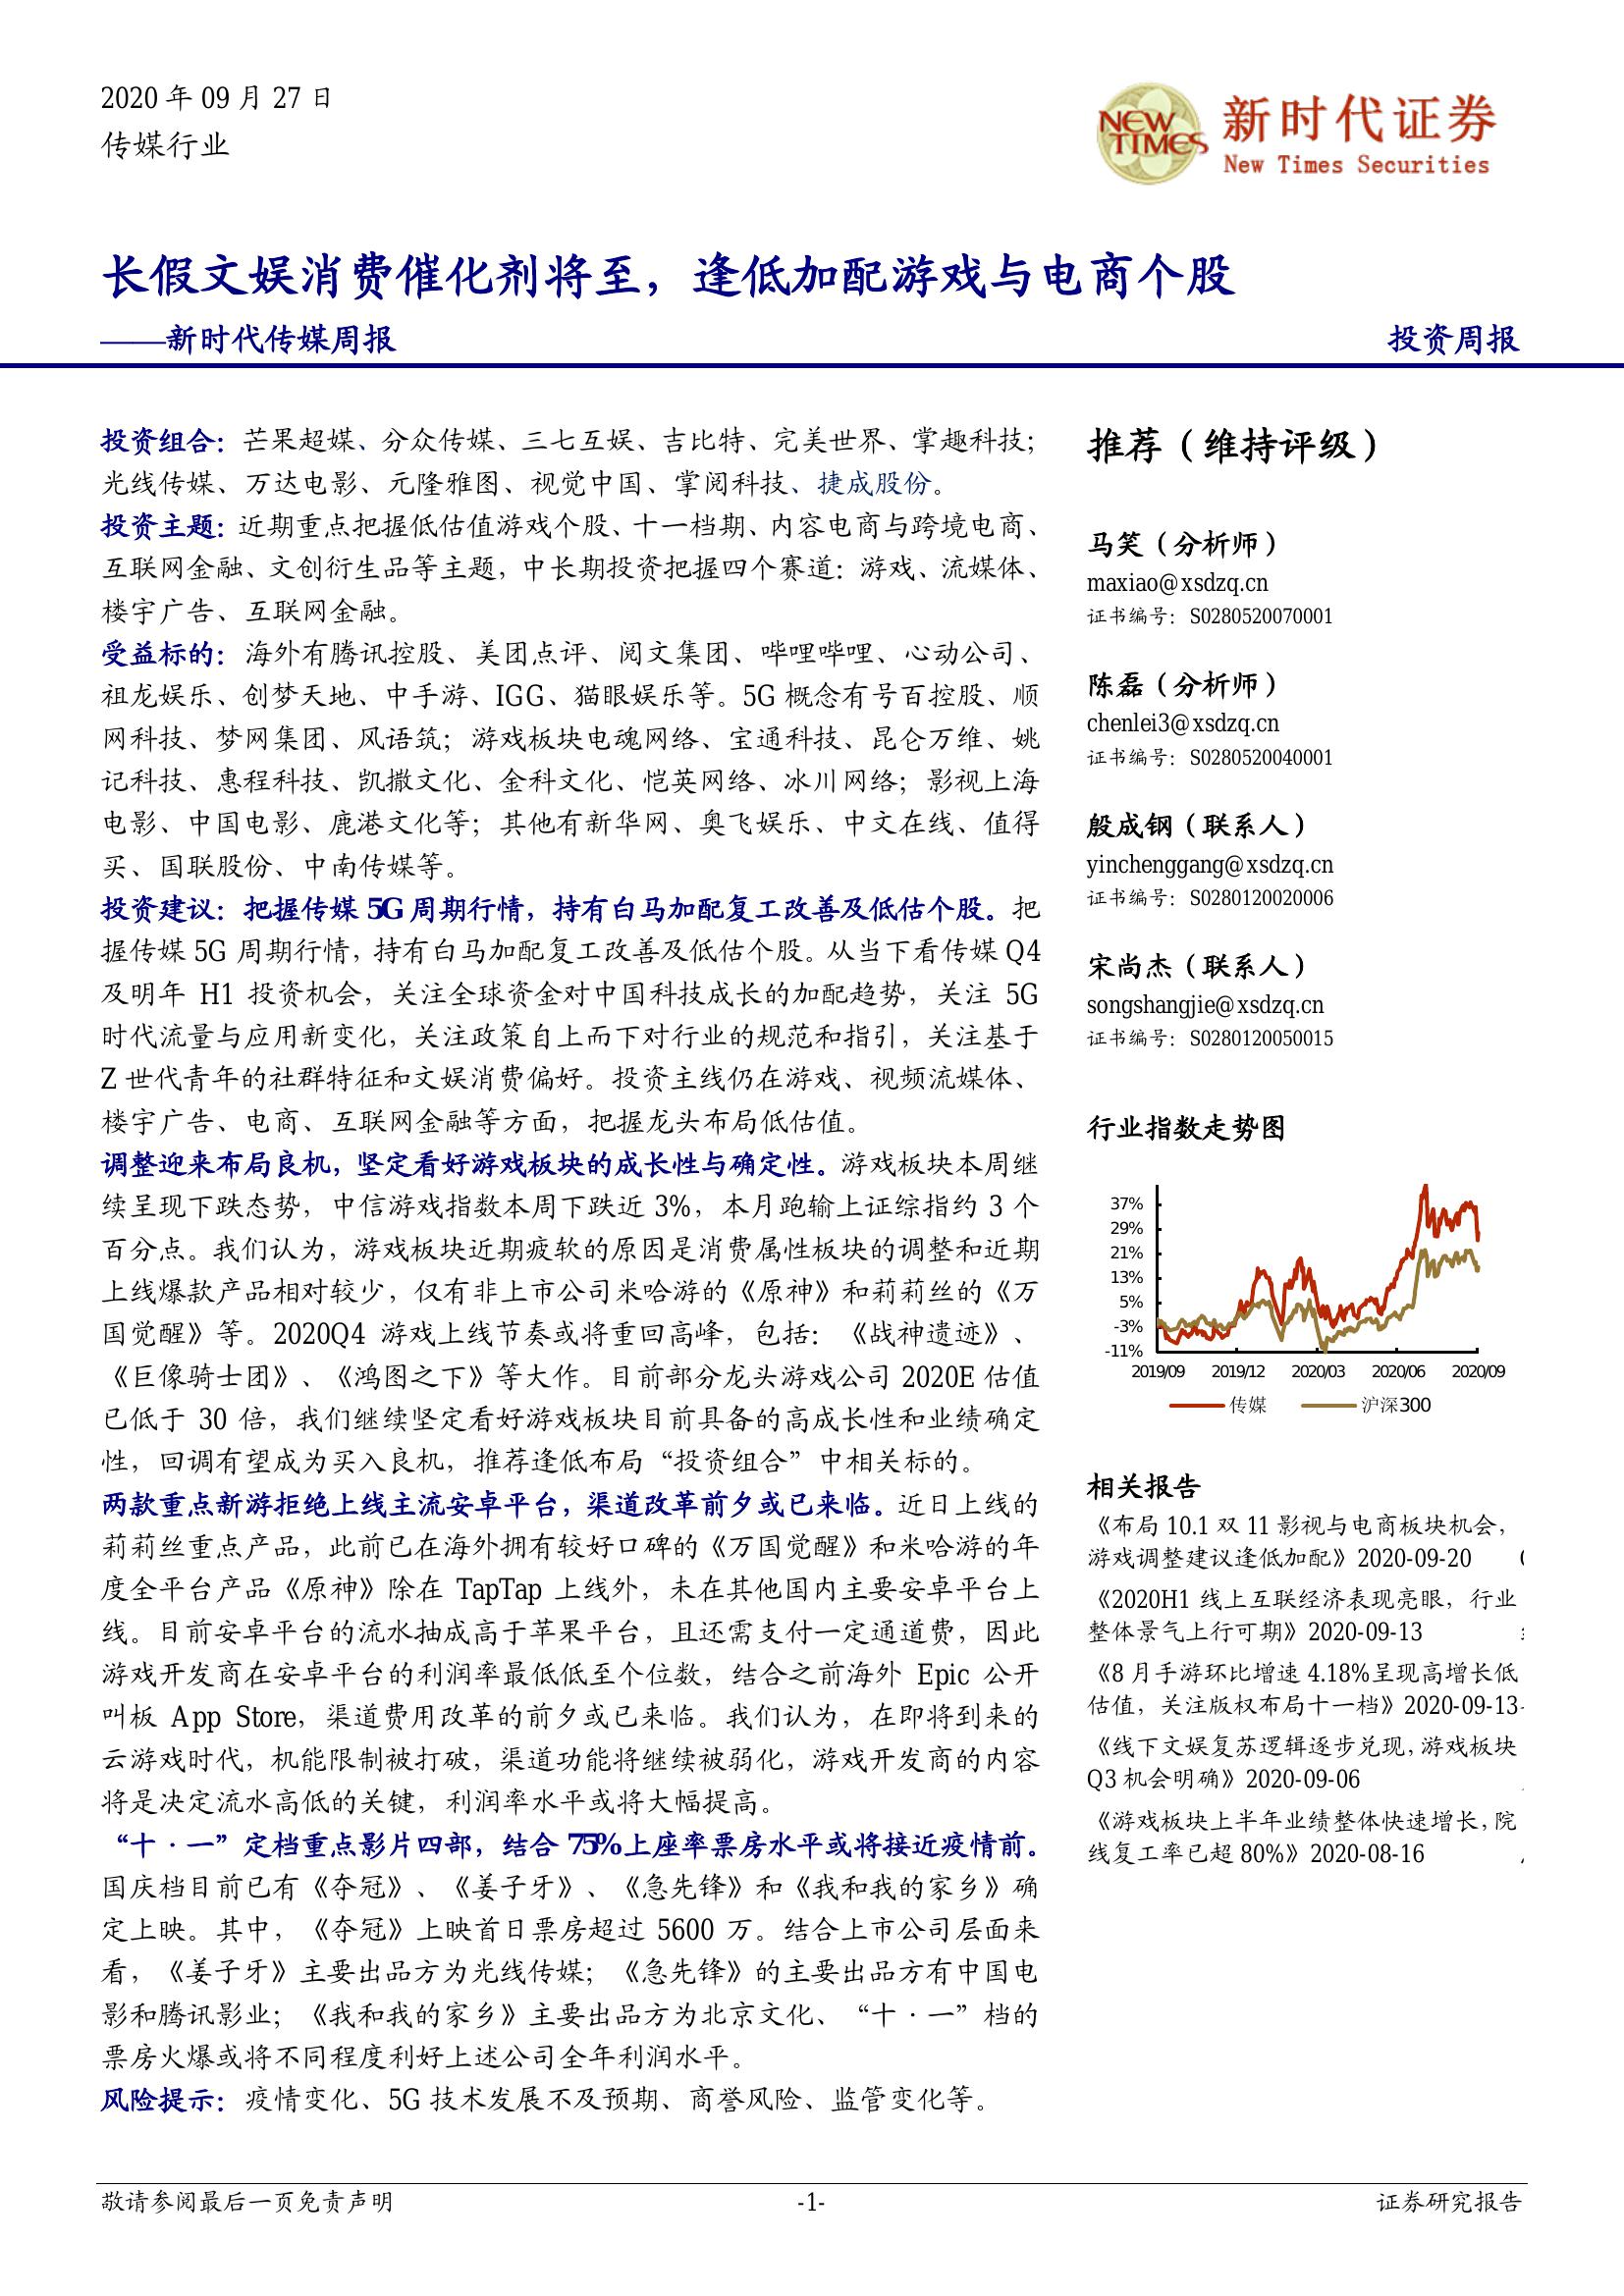 2020 年 09 月 27 日
传媒行业
NEW TIMES
新时代证券
New Times Securities
长假文娱消费催化剂将至，逢低加配游戏与电商个股
——新时代传媒周报
投资周报
投资组合：芒果超媒、分众传媒、三七互娱、吉比特、完美世界、掌趣科技；
光线传媒、万达电影、元隆雅图、视觉中国、掌阅科技、捷成股份。
投资主题：近期重点把握低估值游戏个股、十一档期、内容电商与跨境电商、
互联网金融、文创衍生品等主题，中长期投资把握四个赛道：游戏、流媒体、
楼宇广告、互联网金融。
受益标的：海外有腾讯控股、美团点评、阅文集团、哔哩哔哩、心动公司、
祖龙娱乐、创梦天地、中手游、IGG、猫眼娱乐等。5G 概念有号百控股、顺
网科技、梦网集团、风语筑；游戏板块电魂网络、宝通科技、昆仑万维、姚
记科技、惠程科技、凯撒文化、金科文化、恺英网络、冰川网络；影视上海
电影、中国电影、鹿港文化等；其他有新华网、奥飞娱乐、中文在线、值得
买、国联股份、中南传媒等。
投资建议：把握传媒 5G 周期行情，持有白马加配复工改善及低估个股。把
握传媒 5G 周期行情，持有白马加配复工改善及低估个股。从当下看传媒 Q4
及明年 H1 投资机会，关注全球资金对中国科技成长的加配趋势，关注 5G
时代流量与应用新变化，关注政策自上而下对行业的规范和指引，关注基于
Z 世代青年的社群特征和文娱消费偏好。投资主线仍在游戏、视频流媒体、
楼宇广告、电商、互联网金融等方面，把握龙头布局低估值。
调整迎来布局良机，坚定看好游戏板块的成长性与确定性。游戏板块本周继
续呈现下跌态势，中信游戏指数本周下跌近 3%，本月跑输上证综指约 3 个
百分点。我们认为，游戏板块近期疲软的原因是消费属性板块的调整和近期
上线爆款产品相对较少，仅有非上市公司米哈游的《原神》和莉莉丝的《万
国觉醒》等。2020Q4 游戏上线节奏或将重回高峰，包括：《战神遗迹》、
《巨像骑士团》、《鸿图之下》等大作。目前部分龙头游戏公司 2020E 估值
已低于 30 倍，我们继续坚定看好游戏板块目前具备的高成长性和业绩确定
性，回调有望成为买入良机，推荐逢低布局“投资组合”中相关标的。
两款重点新游拒绝上线主流安卓平台，渠道改革前夕或已来临。近日上线的
莉莉丝重点产品，此前已在海外拥有较好口碑的《万国觉醒》和米哈游的年
度全平台产品《原神》除在 TapTap 上线外，未在其他国内主要安卓平台上
线。目前安卓平台的流水抽成高于苹果平台，且还需支付一定通道费，因此
游戏开发商在安卓平台的利润率最低低至个位数，结合之前海外 Epic 公开
叫板 App Store，渠道费用改革的前夕或已来临。我们认为，在即将到来的
云游戏时代，机能限制被打破，渠道功能将继续被弱化，游戏开发商的内容
将是决定流水高低的关键，利润率水平或将大幅提高。
“十·一”定档重点影片四部，结合 75%上座率票房水平或将接近疫情前。
国庆档目前已有《夺冠》、《姜子牙》、《急先锋》和《我和我的家乡》确
定上映。其中，《夺冠》上映首日票房超过 5600 万。结合上市公司层面来
看，《姜子牙》主要出品方为光线传媒；《急先锋》的主要出品方有中国电
影和腾讯影业；《我和我的家乡》主要出品方为北京文化、“十·一”档的
票房火爆或将不同程度利好上述公司全年利润水平。
风险提示：疫情变化、5G 技术发展不及预期、商誉风险、监管变化等。
推荐（维持评级）
马笑（分析师）
maxiao@xsdzq.cn
证书编号：S0280520070001
陈磊（分析师）
chenlei3@xsdzq.cn
证书编号：S0280520040001
殷成钢（联系人）
yinchenggang@xsdzq.cn
证书编号：S0280120020006
宋尚杰（联系人）
songshangjie@xsdzq.cn
证书编号：S0280120050015
行业指数走势图
37%
29%
21%
13%
5%
-3%
-11%
2019/09 2019/12 2020/03 2020/06 2020/09
传媒 沪深300
相关报告
《布局 10.1 双 11 影视与电商板块机会，
游戏调整建议逢低加配》2020-09-20
《2020H1 线上互联经济表现亮眼，行业
整体景气上行可期》2020-09-13
《8 月手游环比增速 4.18%呈现高增长低
估值，关注版权布局十一档》2020-09-13
《线下文娱复苏逻辑逐步兑现，游戏板块
Q3 机会明确》2020-09-06
《游戏板块上半年业绩整体快速增长，院
线复工率已超 80%》2020-08-16
敬请参阅最后一页免责声明
-1-
证券研究报告